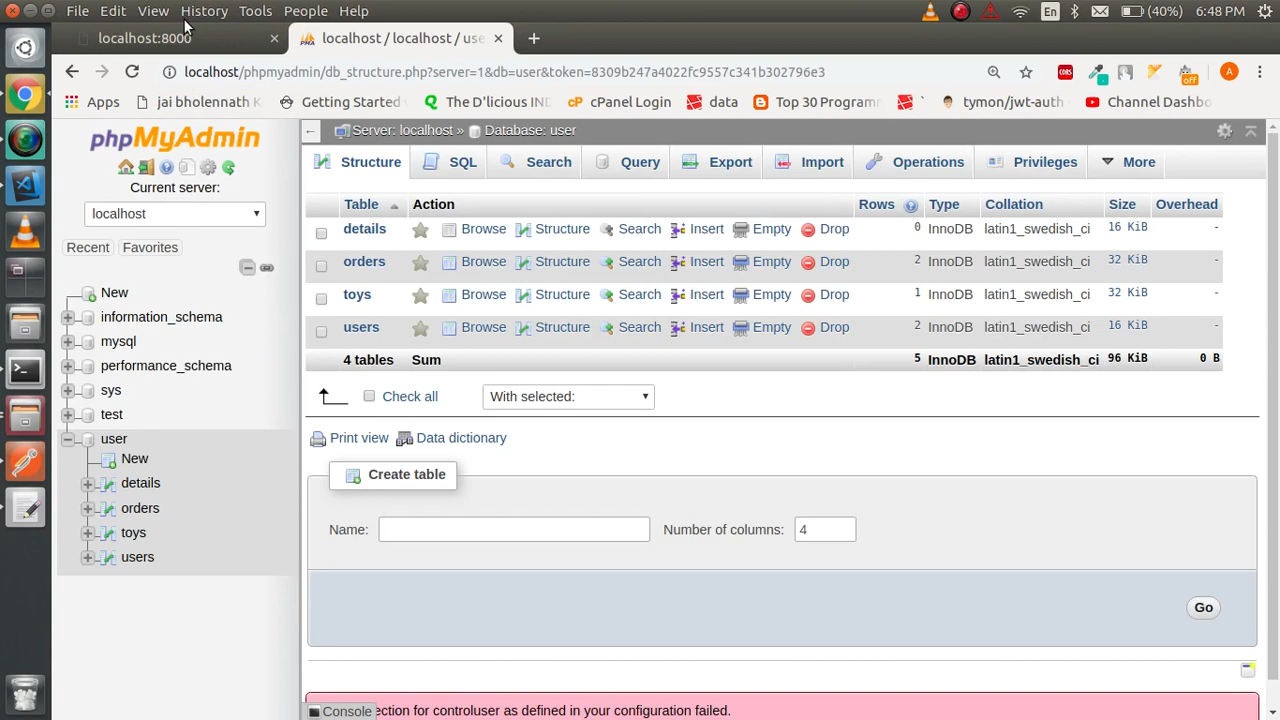 File Edit View History Tools People Help
En (40%) 6:48 PM
localhost:8000 localhost / localhost / use
localhost/phpmyadmin/db_structure.php?server=1&db=user&token=8309b247a4022fc9557c341b302796e3
CORS off A
Apps jai bholennath K Getting Started The D'licious IND cPanel Login data Top 30 Programm tymon/jwt-auth Channel Dashbo
phpMyAdmin
Current server:
localhost
Recent Favorites
New
information_schema
mysql
performance_schema
sys
test
user
New
details
orders
toys
users
Server: localhost » Database: user
Structure SQL Search Query Export Import Operations Privileges More
Table Action Rows Type Collation Size Overhead
details Browse Structure Search Insert Empty Drop 0 InnoDB latin1_swedish_ci 16 KiB -
orders Browse Structure Search Insert Empty Drop 2 InnoDB latin1_swedish_ci 32 KiB -
toys Browse Structure Search Insert Empty Drop 1 InnoDB latin1_swedish_ci 32 KiB -
users Browse Structure Search Insert Empty Drop 2 InnoDB latin1_swedish_ci 16 KiB -
4 tables Sum 5 InnoDB latin1_swedish_ci 96 KiB 0 B
Check all With selected:
Print view Data dictionary
Create table
Name: Number of columns: 4
Go
Console ection for controluser as defined in your configuration failed.